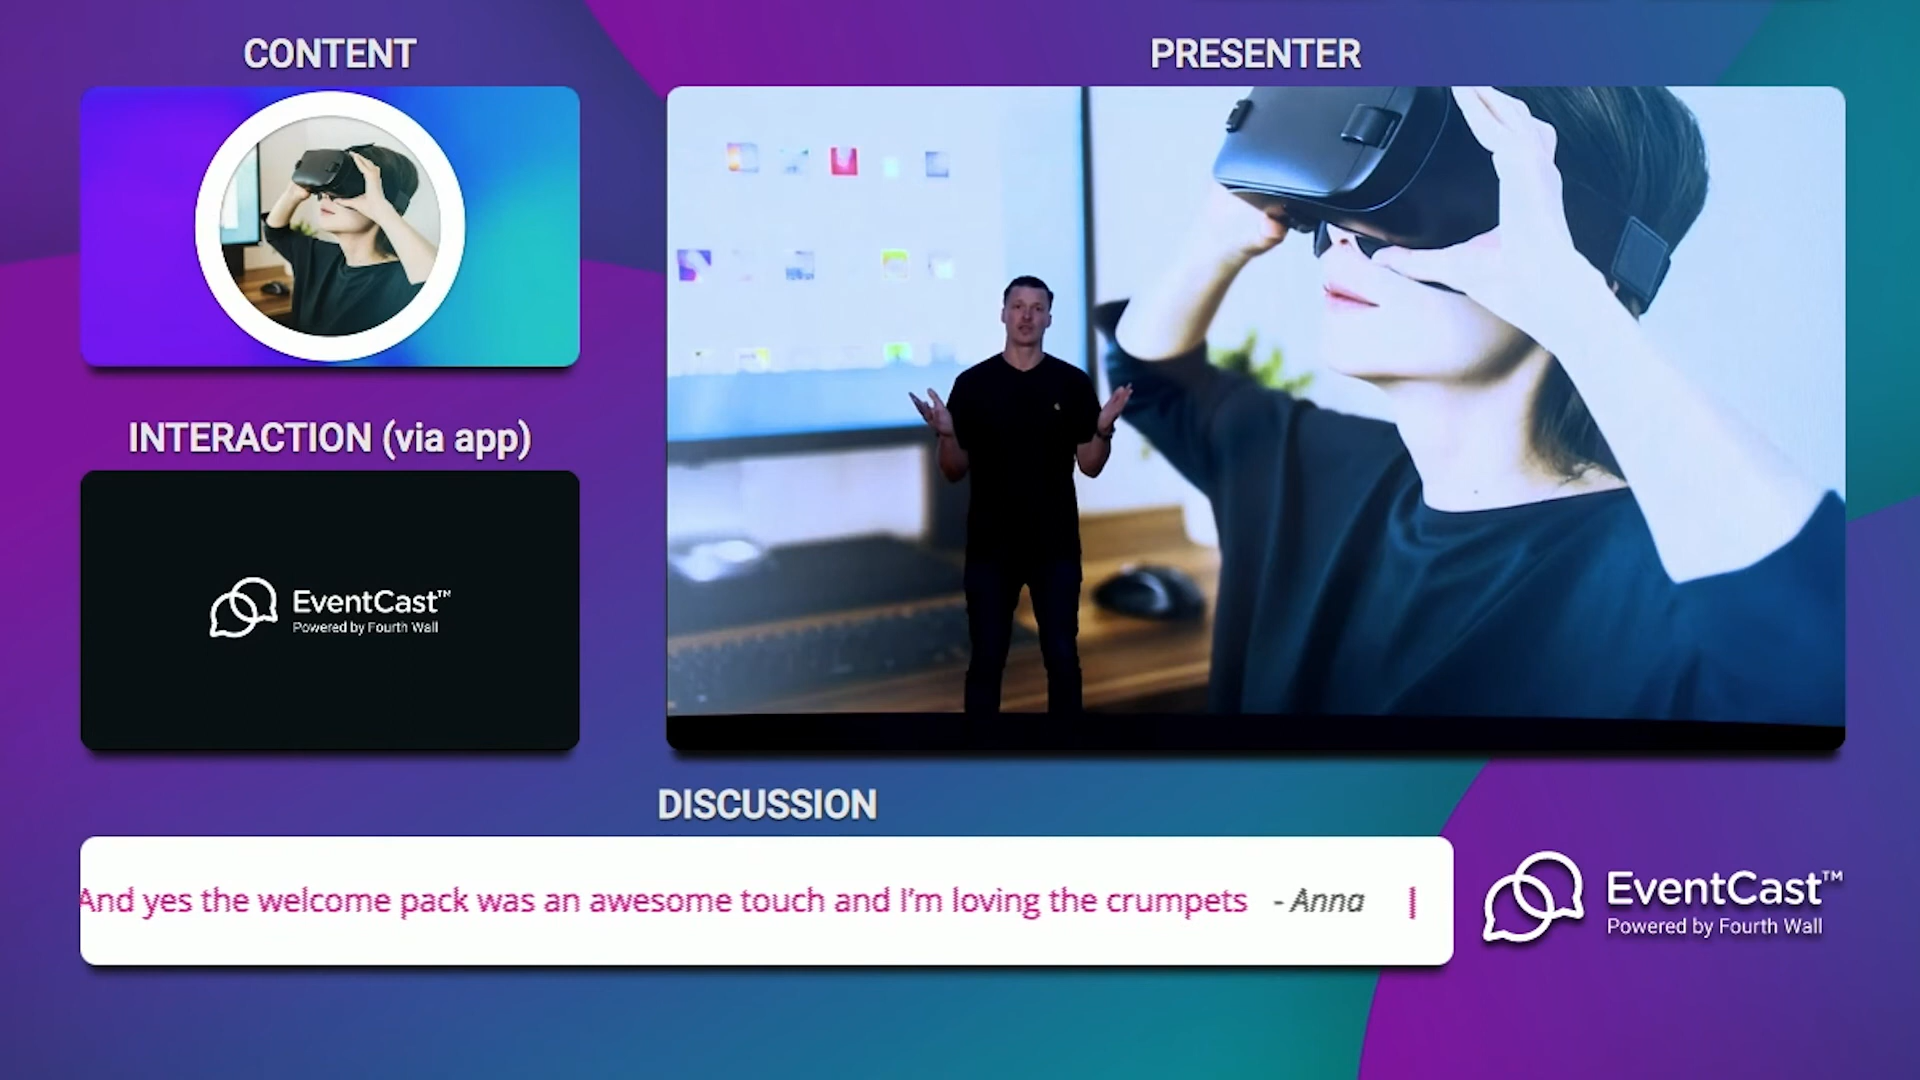 CONTENT
PRESENTER
INTERACTION (via app)
EventCast™
Powered by Fourth Wall
DISCUSSION
And yes the welcome pack was an awesome touch and I'm loving the crumpets - Anna |
EventCast™
Powered by Fourth Wall